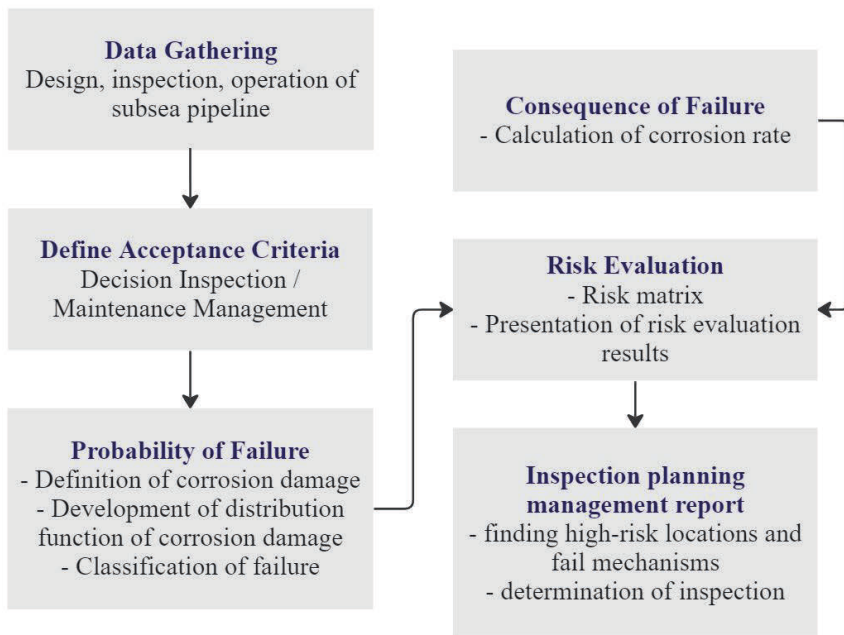 Data Gathering
Design, inspection, operation of
subsea pipeline
Define Acceptance Criteria
Decision Inspection /
Maintenance Management
Probability of Failure
- Definition of corrosion damage
- Development of distribution
function of corrosion damage
- Classification of failure
Consequence of Failure
- Calculation of corrosion rate
Risk Evaluation
- Risk matrix
- Presentation of risk evaluation
results
Inspection planning
management report
- finding high-risk locations and
fail mechanisms
- determination of inspection